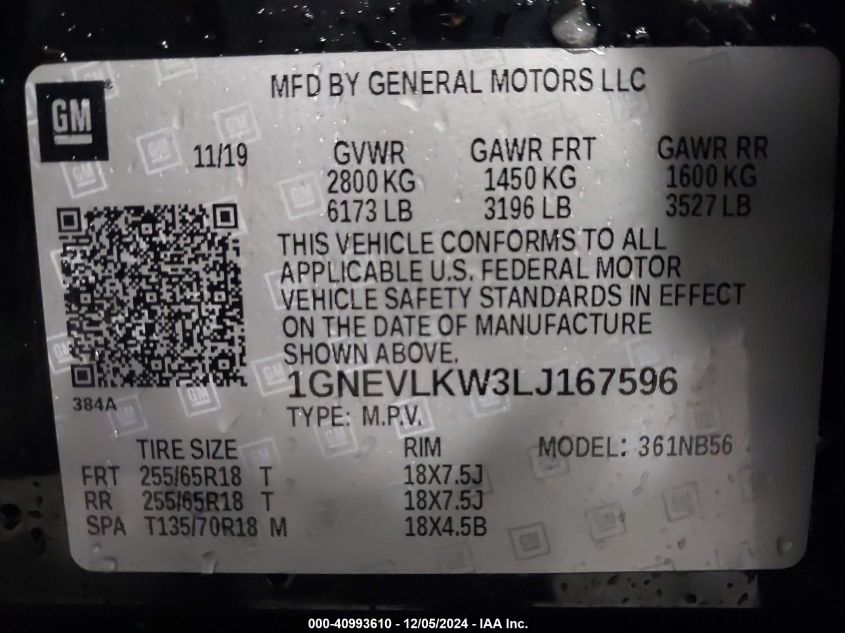 GM
MFD BY GENERAL MOTORS LLC
11/19
GVWR GAWR FRT GAWR RR
2800 KG 1450 KG 1600 KG
6173 LB 3196 LB 3527 LB
THIS VEHICLE CONFORMS TO ALL
APPLICABLE U.S. FEDERAL MOTOR
VEHICLE SAFETY STANDARDS IN EFFECT
ON THE DATE OF MANUFACTURE
SHOWN ABOVE.
384A
1GNEVLKW3LJ167596
TYPE: M.P.V.
TIRE SIZE RIM MODEL: 361NB56
FRT 255/65R18 T 18X7.5J
RR 255/65R18 T 18X7.5J
SPA T135/70R18 M 18X4.5B
000-40993610 - 12/05/2024 - IAA Inc.